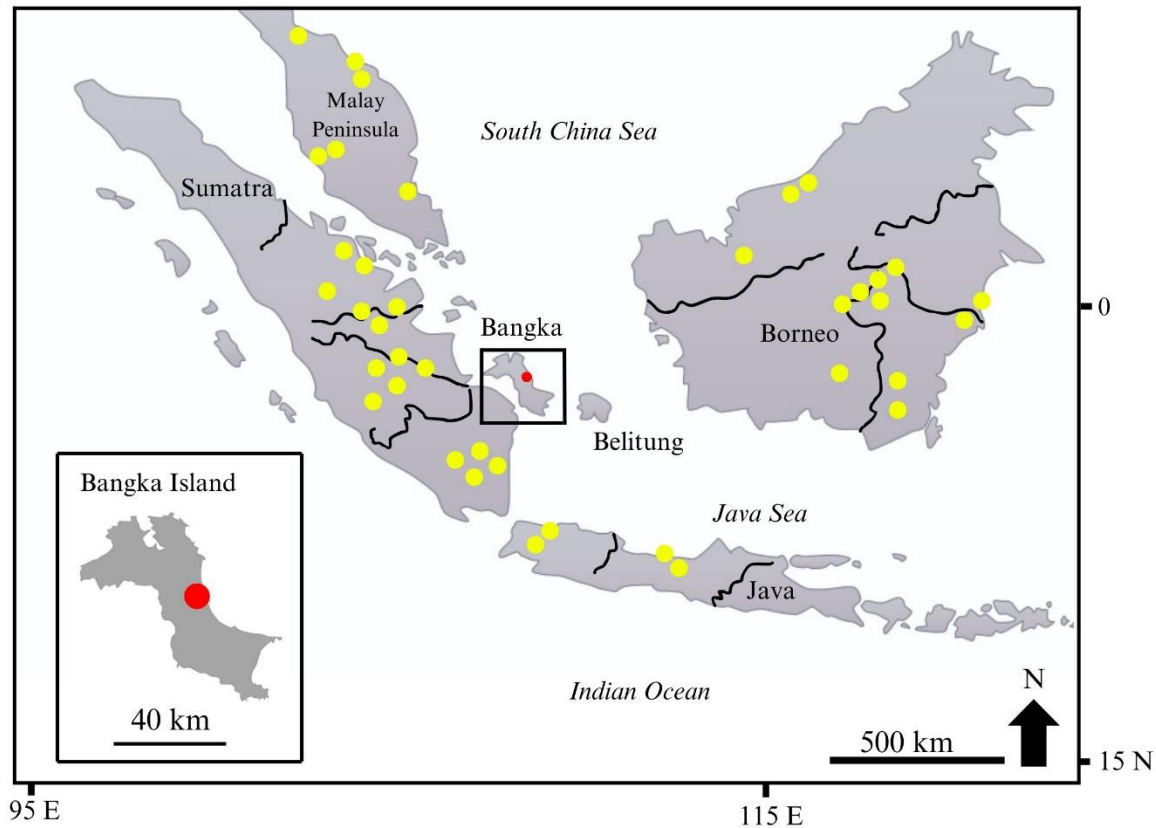 Malay
Peninsula
South China Sea
Sumatra
0
Bangka
Borneo
Belitung
Bangka Island
Java Sea
Java
Indian Ocean
N
40 km
500 km
15 N
95 E
115 E